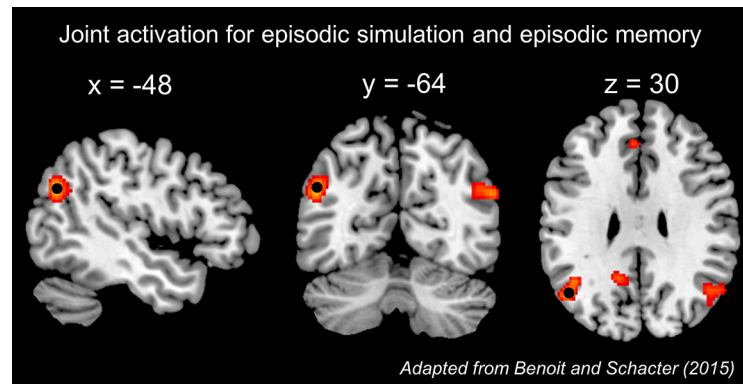 Joint activation for episodic simulation and episodic memory
x = -48
y = -64
z = 30
Adapted from Benoit and Schacter (2015)